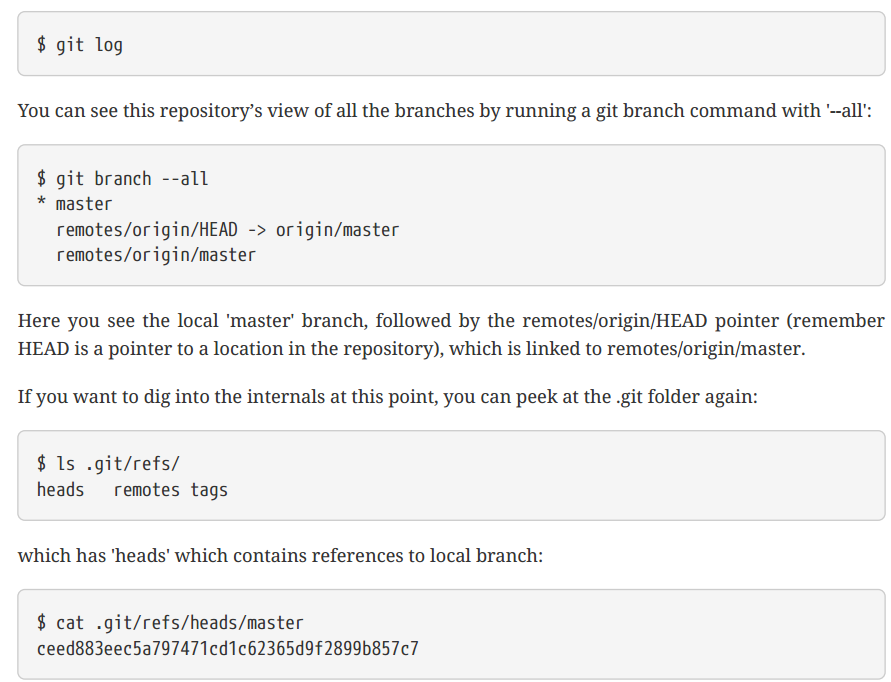 $ git log
You can see this repository’s view of all the branches by running a git branch command with '--all':
$ git branch --all
* master
  remotes/origin/HEAD -> origin/master
  remotes/origin/master
Here you see the local 'master' branch, followed by the remotes/origin/HEAD pointer (remember
HEAD is a pointer to a location in the repository), which is linked to remotes/origin/master.
If you want to dig into the internals at this point, you can peek at the .git folder again:
$ ls .git/refs/
heads   remotes tags
which has 'heads' which contains references to local branch:
$ cat .git/refs/heads/master
ceed883eec5a797471cd1c62365d9f2899b857c7